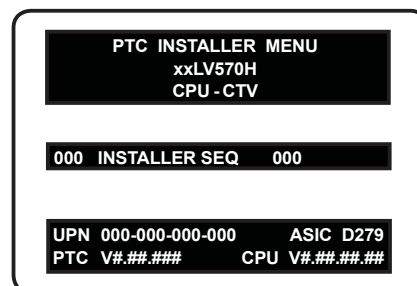 PTC INSTALLER MENU
xxLV570H
CPU - CTV
000 INSTALLER SEQ 000
UPN 000-000-000-000 ASIC D279
PTC V#.##.### CPU V#.##.##.##